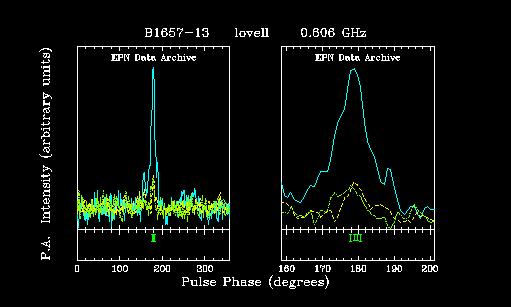 B1657-13 lovell 0.606 GHz
EPN Data Archive EPN Data Archive
P.A. Intensity (arbitrary units)
0 100 200 300 160 170 180 190 200
Pulse Phase (degrees)